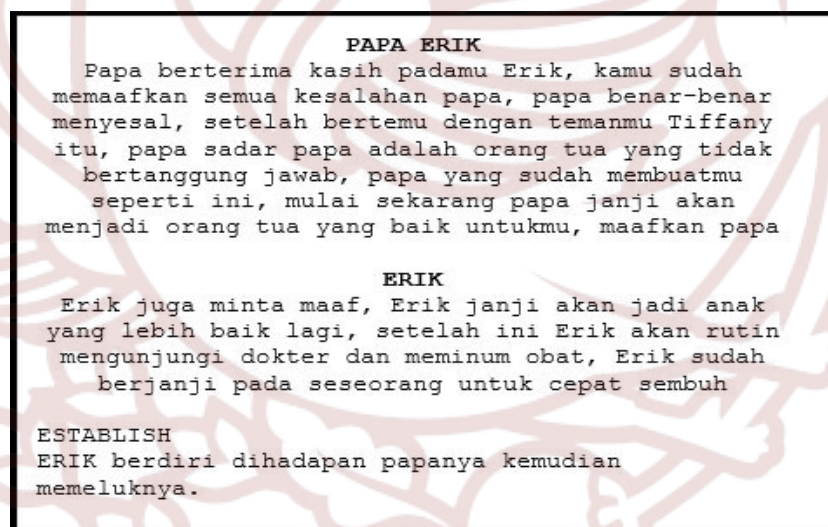 PAPA ERIK
Papa berterima kasih padamu Erik, kamu sudah
memaafkan semua kesalahan papa, papa benar-benar
menyesal, setelah bertemu dengan temanmu Tiffany
itu, papa sadar papa adalah orang tua yang tidak
bertanggung jawab, papa yang sudah membuatmu
seperti ini, mulai sekarang papa janji akan
menjadi orang tua yang baik untukmu, maafkan papa
ERIK
Erik juga minta maaf, Erik janji akan jadi anak
yang lebih baik lagi, setelah ini Erik akan rutin
mengunjungi dokter dan meminum obat, Erik sudah
berjanji pada seseorang untuk cepat sembuh
ESTABLISH
ERIK berdiri dihadapan papanya kemudian
memeluknya.